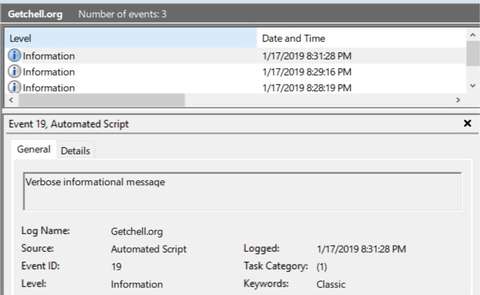 Getchell.org Number of events: 3
Level Date and Time
Information 1/17/2019 8:31:28 PM
Information 1/17/2019 8:29:16 PM
Information 1/17/2019 8:28:19 PM
Event 19, Automated Script
General Details
Verbose informational message
Log Name: Getchell.org
Source: Automated Script Logged: 1/17/2019 8:31:28 PM
Event ID: 19 Task Category: (1)
Level: Information Keywords: Classic